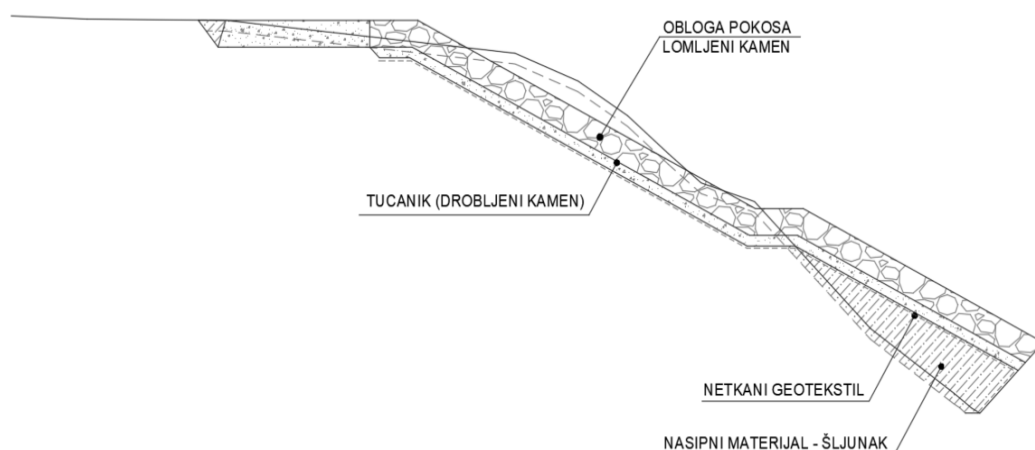 OBLOGA POKOSA
LOMLJENI KAMEN
TUCANIK (DROBLJENI KAMEN)
NETKANI GEOTEKSTIL
NASIPNI MATERIJAL - ŠLJUNAK